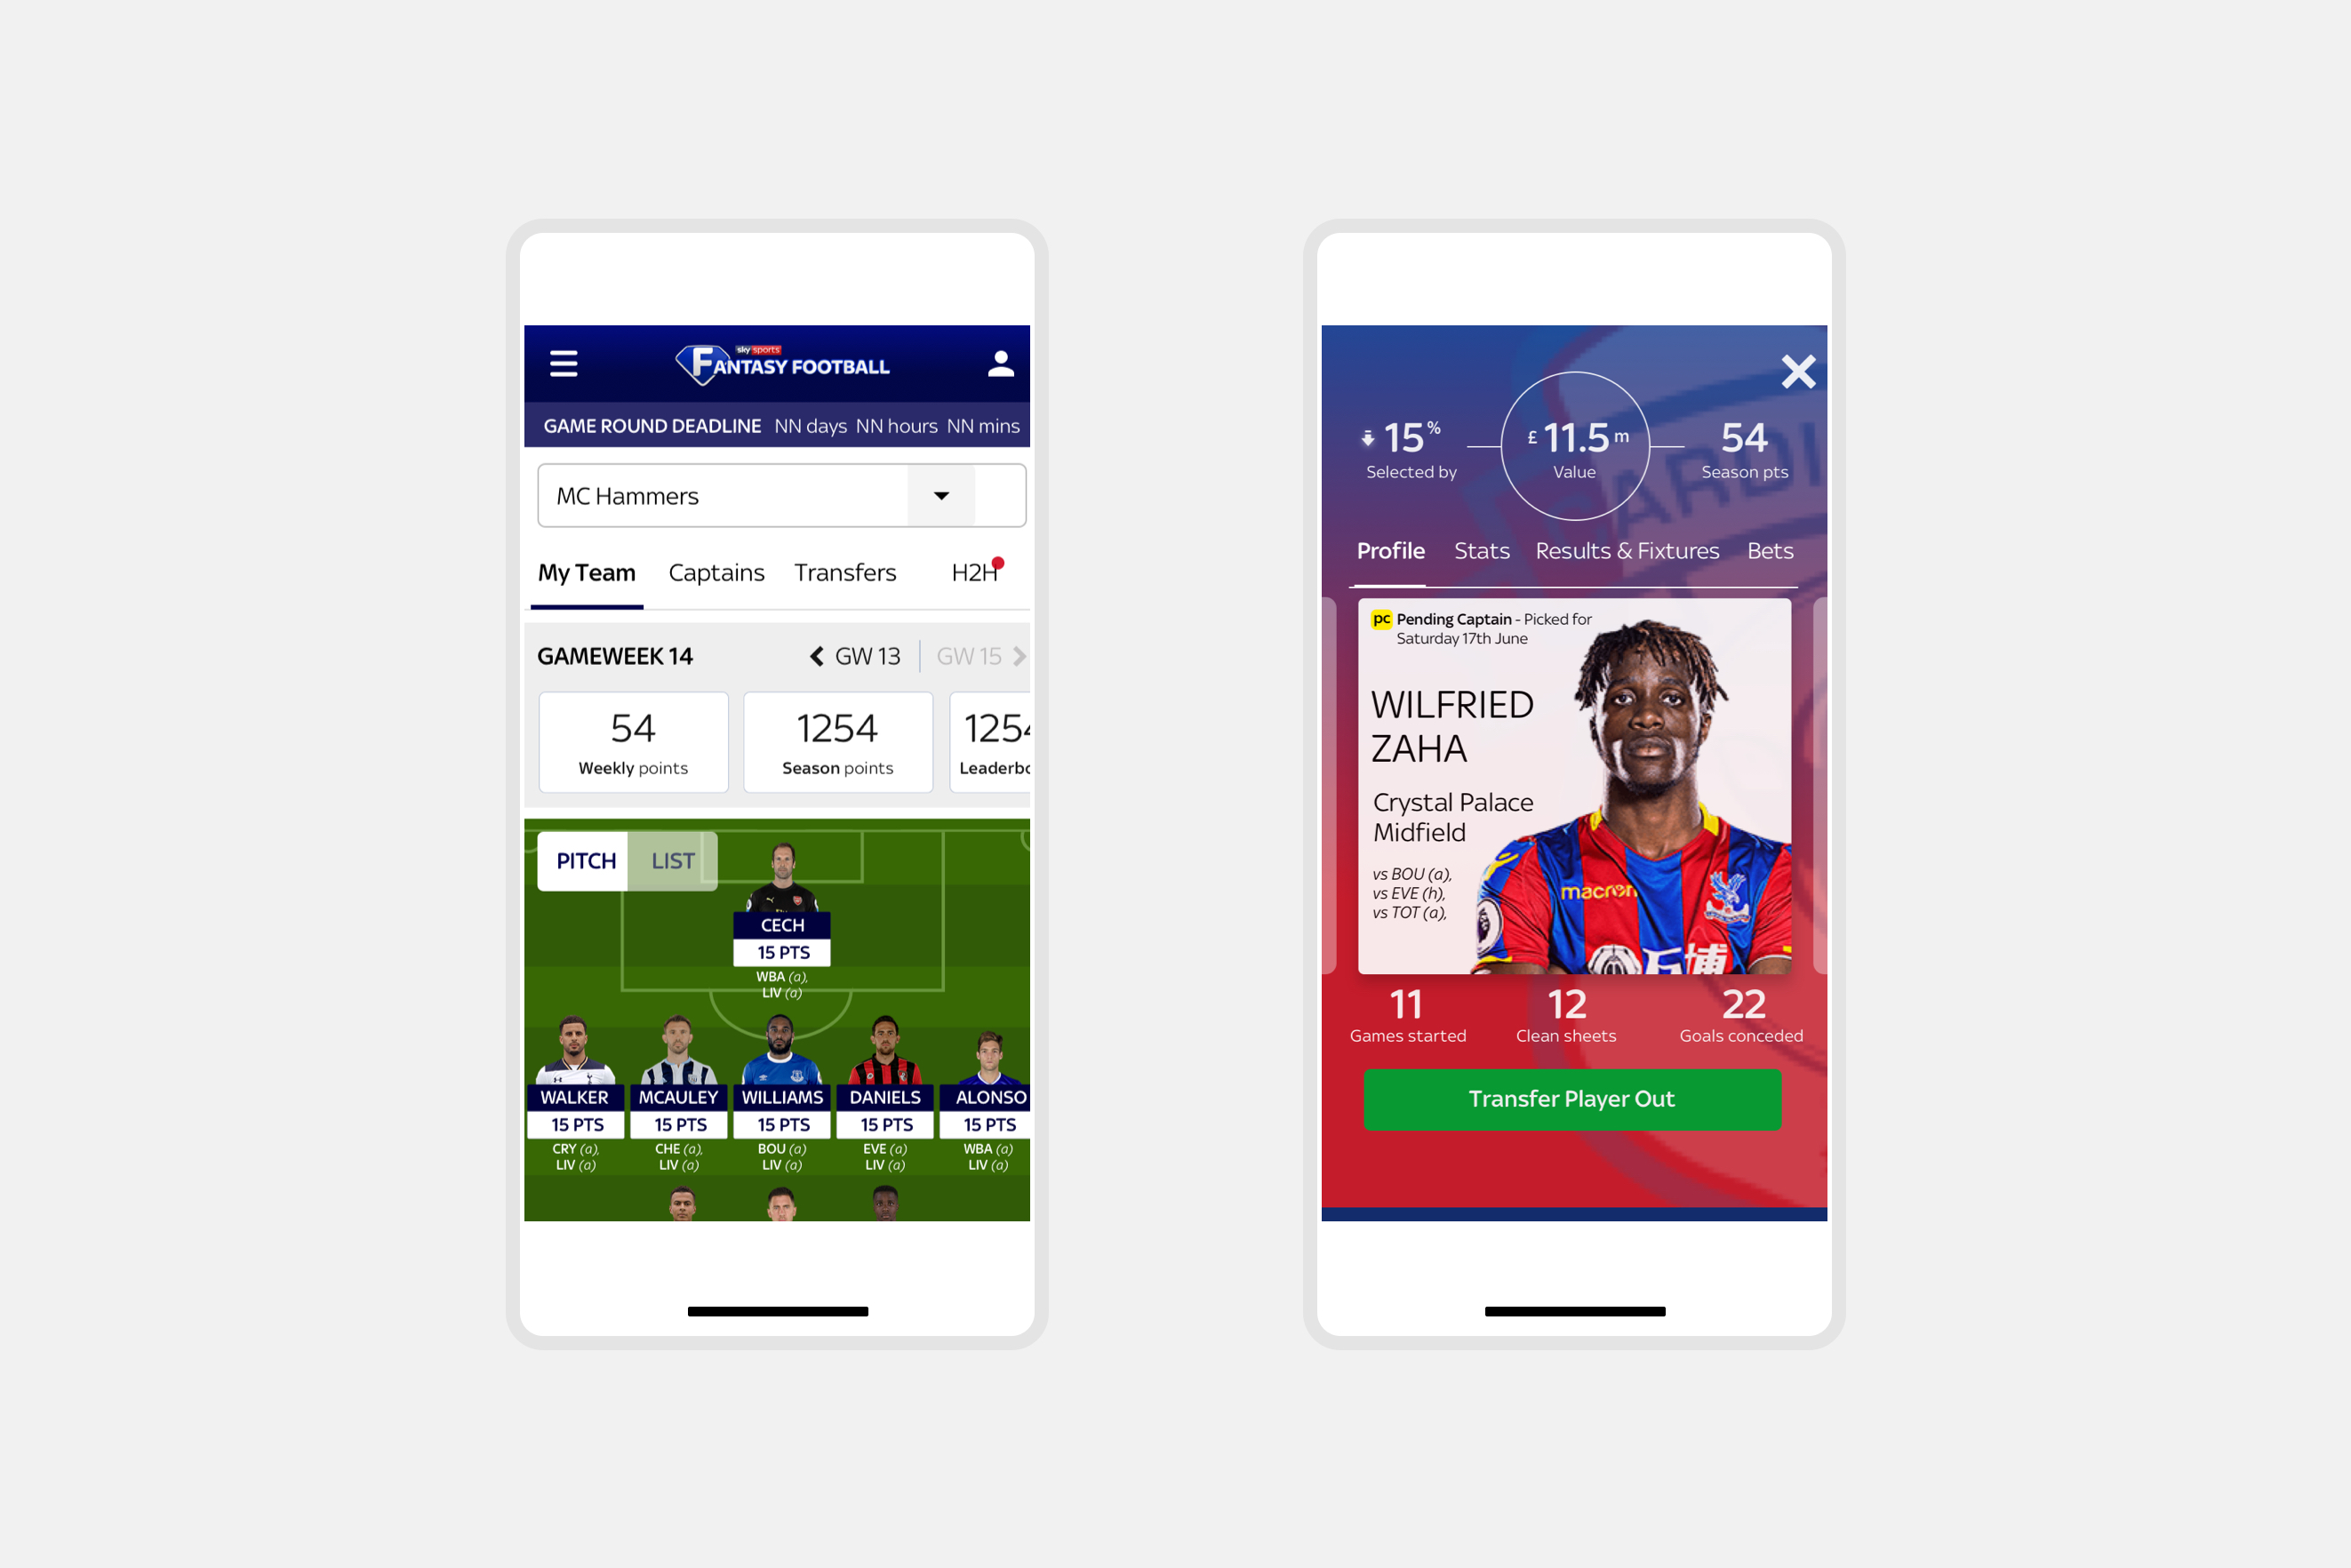 sky sports
FANTASY FOOTBALL
GAME ROUND DEADLINE NN days NN hours NN mins
MC Hammers
My Team Captains Transfers H2H
GAMEWEEK 14 GW 13 GW 15
54 1254 1254
Weekly points Season points Leaderbo
PITCH LIST
CECH
15 PTS
WBA (a),
LIV (a)
WALKER MCAULEY WILLIAMS DANIELS ALONSO
15 PTS 15 PTS 15 PTS 15 PTS 15 PTS
CRY (a), CHE (a), BOU (a) EVE (a) WBA (a)
LIV (a) LIV (a) LIV (a) LIV (a) LIV (a)
15% £11.5m 54
Selected by Value Season pts
Profile Stats Results & Fixtures Bets
pc Pending Captain - Picked for
Saturday 17th June
WILFRIED
ZAHA
Crystal Palace
Midfield
vs BOU (a),
vs EVE (h),
vs TOT (a),
macron
11 12 22
Games started Clean sheets Goals conceded
Transfer Player Out